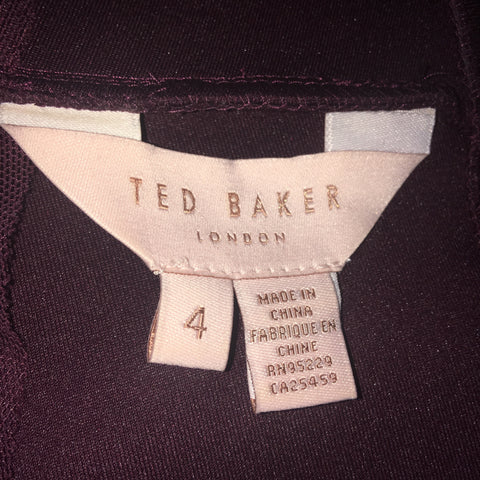 TED BAKER
LONDON
4
MADE IN
CHINA
FABRIQUE EN
CHINE
RN95229
CA25459